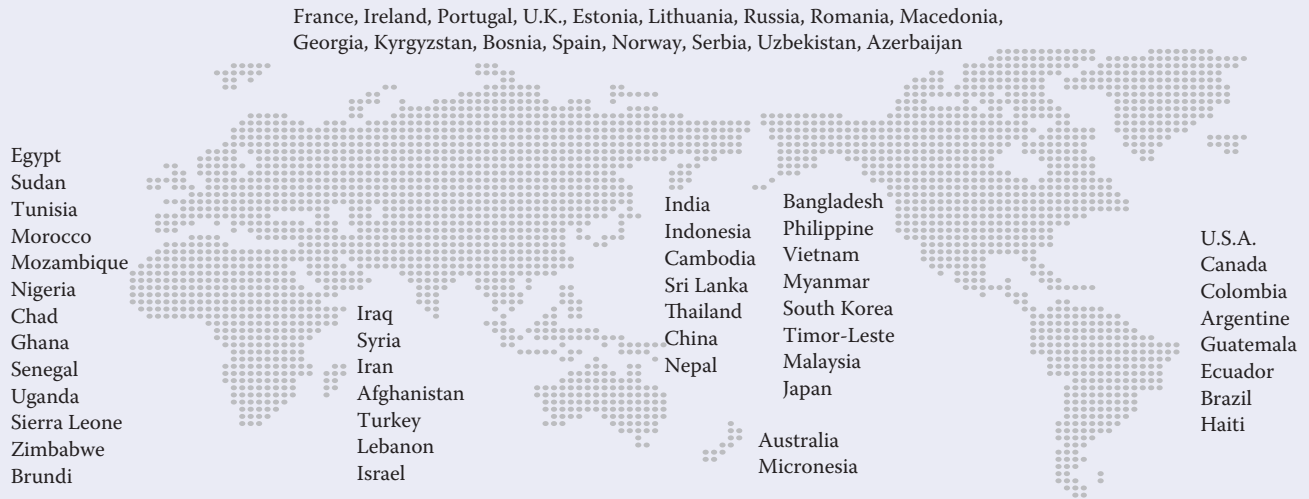 France, Ireland, Portugal, U.K., Estonia, Lithuania, Russia, Romania, Macedonia,
Georgia, Kyrgyzstan, Bosnia, Spain, Norway, Serbia, Uzbekistan, Azerbaijan
Egypt
Sudan
Tunisia
Morocco
Mozambique
Nigeria
Chad
Ghana
Senegal
Uganda
Sierra Leone
Zimbabwe
Brundi
Iraq
Syria
Iran
Afghanistan
Turkey
Lebanon
Israel
India
Indonesia
Cambodia
Sri Lanka
Thailand
China
Nepal
Bangladesh
Philippine
Vietnam
Myanmar
South Korea
Timor-Leste
Malaysia
Japan
Australia
Micronesia
U.S.A.
Canada
Colombia
Argentine
Guatemala
Ecuador
Brazil
Haiti